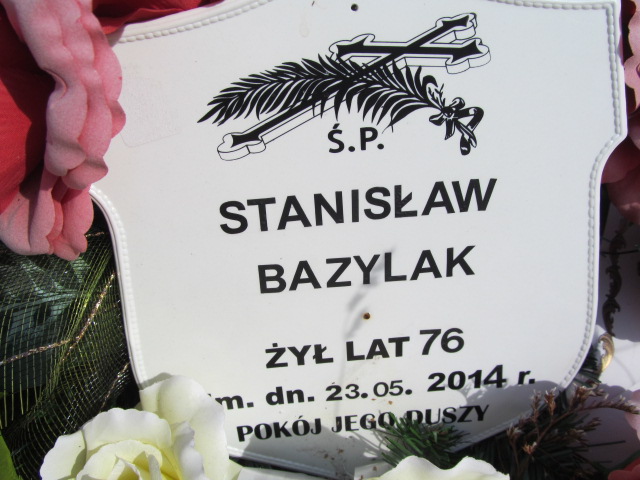 Ś.P.
STANISŁAW
BAZYLAK
ŻYŁ LAT 76
m. dn. 23.05. 2014 r.
POKÓJ JEGO DUSZY